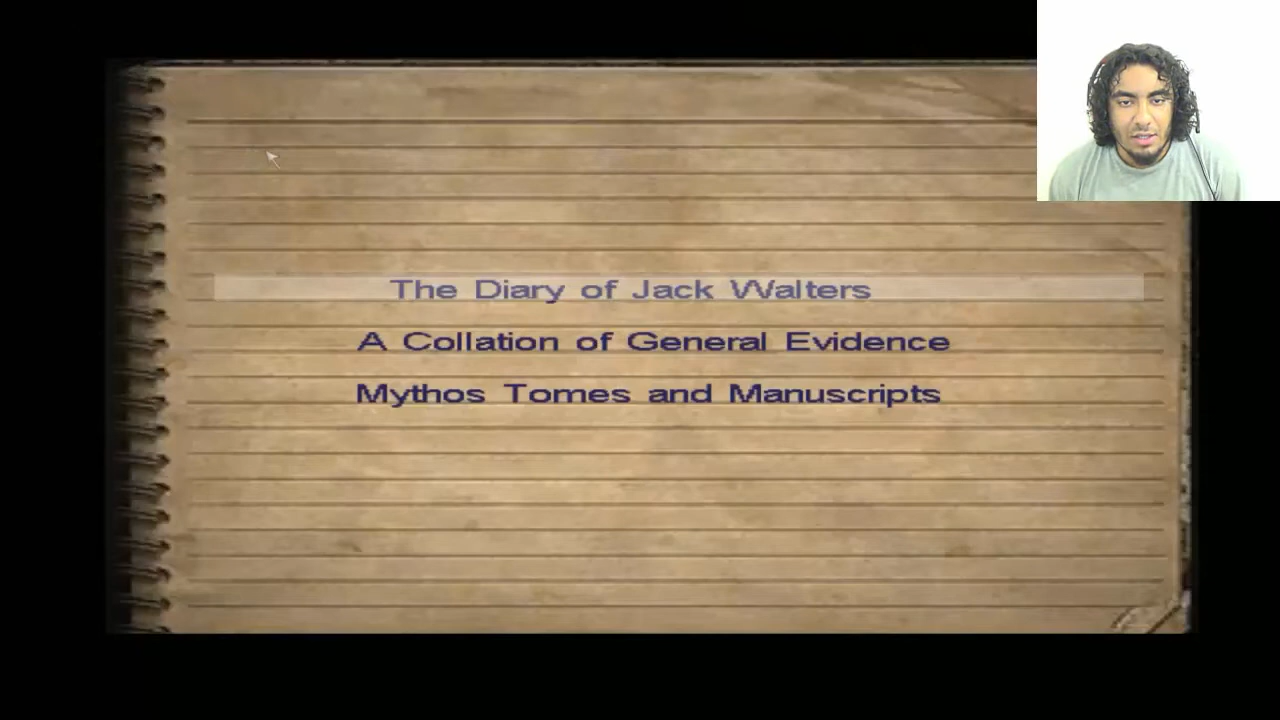 The Diary of Jack Walters
A Collation of General Evidence
Mythos Tomes and Manuscripts